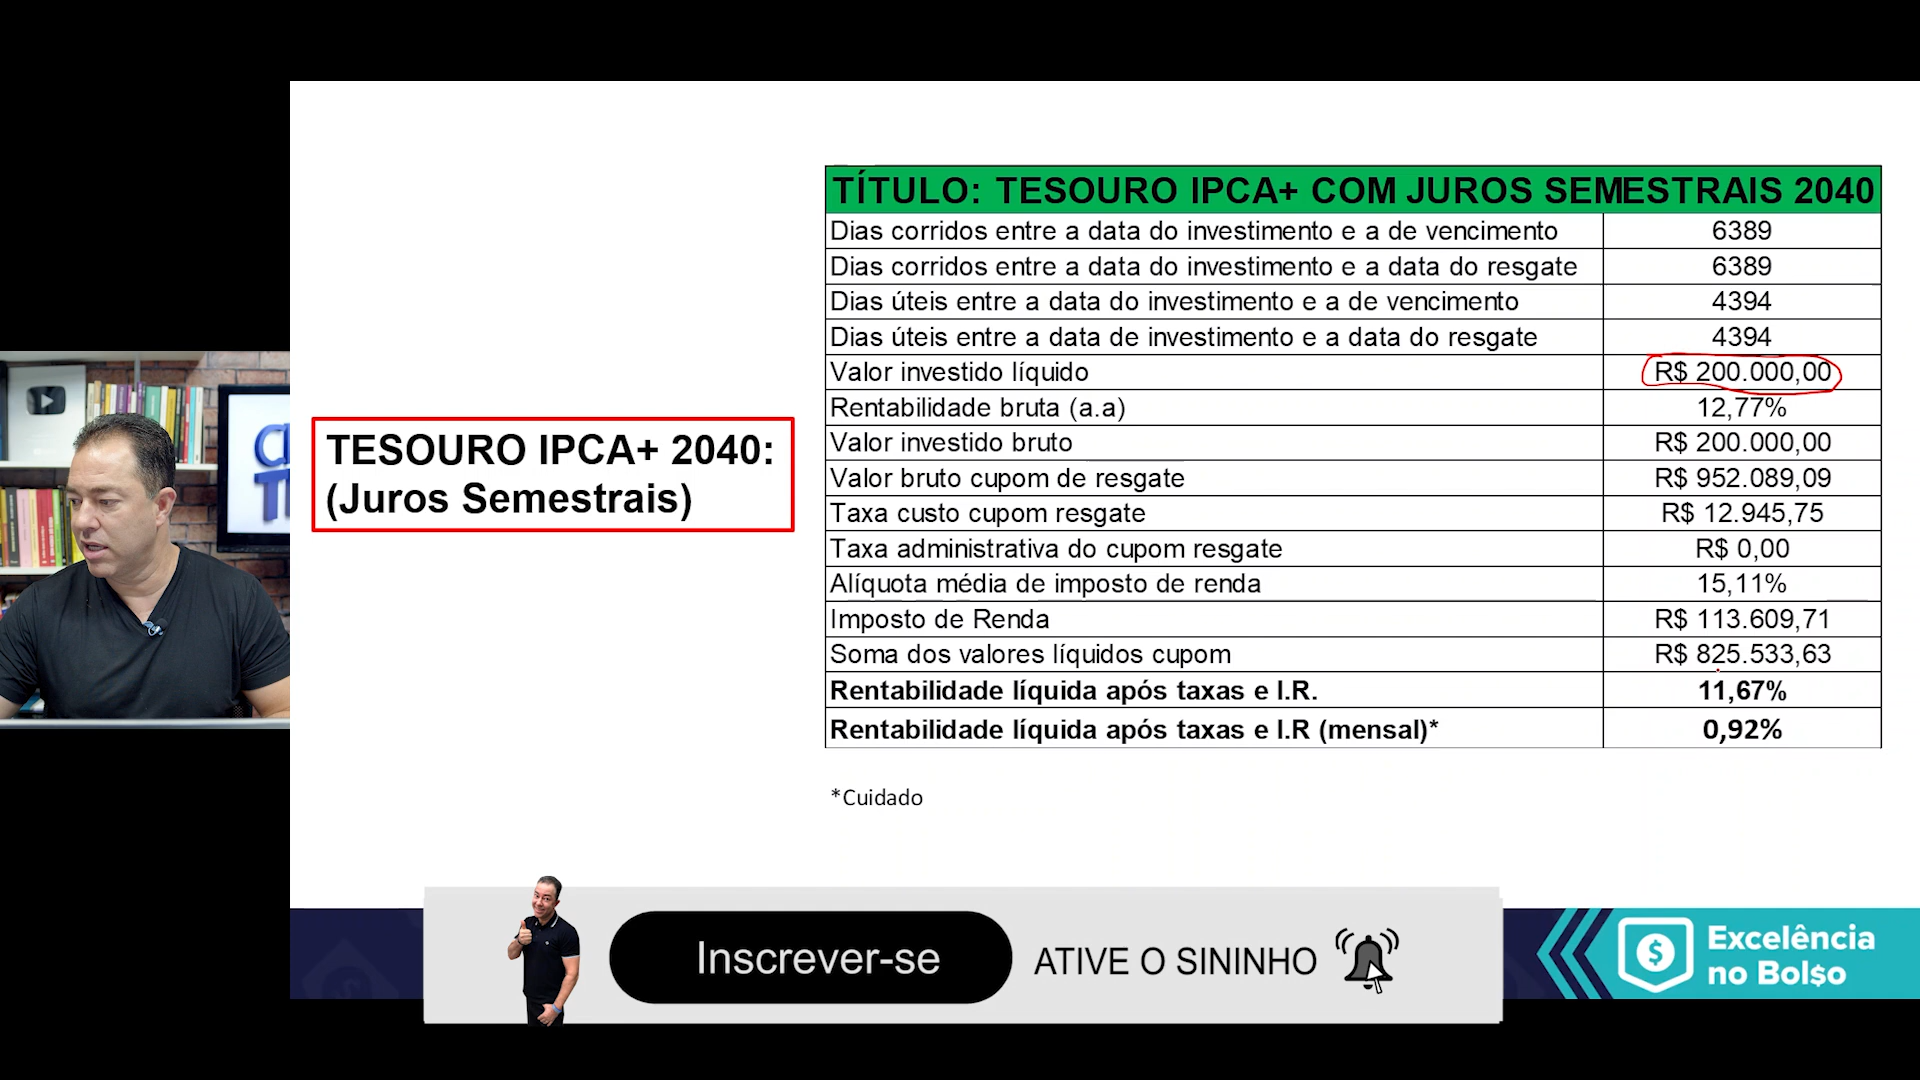 TÍTULO: TESOURO IPCA+ COM JUROS SEMESTRAIS 2040
Dias corridos entre a data do investimento e a de vencimento 6389
Dias corridos entre a data do investimento e a data do resgate 6389
Dias úteis entre a data do investimento e a de vencimento 4394
Dias úteis entre a data de investimento e a data do resgate 4394
Valor investido líquido R$ 200.000,00
Rentabilidade bruta (a.a) 12,77%
Valor investido bruto R$ 200.000,00
Valor bruto cupom de resgate R$ 952.089,09
Taxa custo cupom resgate R$ 12.945,75
Taxa administrativa do cupom resgate R$ 0,00
Alíquota média de imposto de renda 15,11%
Imposto de Renda R$ 113.609,71
Soma dos valores líquidos cupom R$ 825.533,63
Rentabilidade líquida após taxas e I.R. 11,67%
Rentabilidade líquida após taxas e I.R (mensal)* 0,92%
TESOURO IPCA+ 2040:
(Juros Semestrais)
*Cuidado
Inscrever-se
ATIVE O SININHO
Excelência
no Bol$o